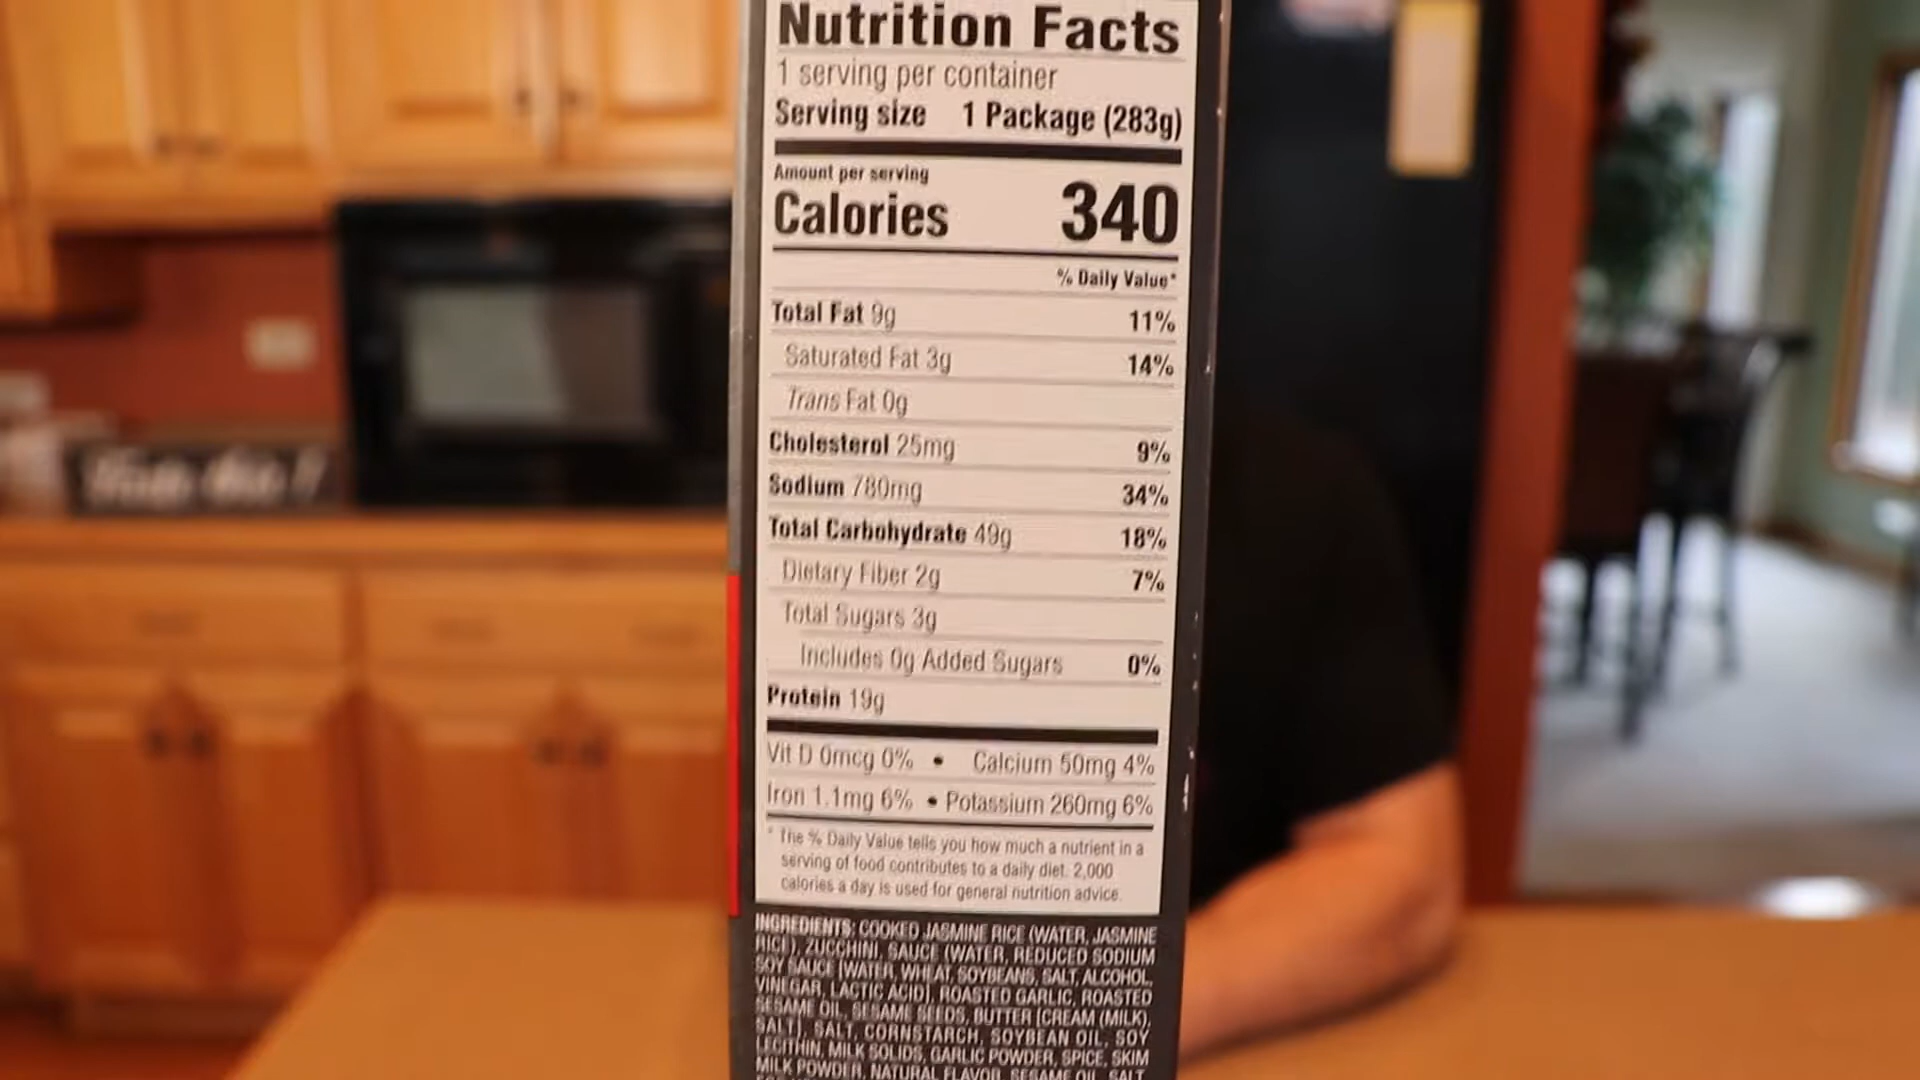 Nutrition Facts
1 serving per container
Serving size 1 Package (283g)
Amount per serving
Calories 340
% Daily Value*
Total Fat 9g 11%
Saturated Fat 3g 14%
Trans Fat 0g
Cholesterol 25mg 9%
Sodium 780mg 34%
Total Carbohydrate 49g 18%
Dietary Fiber 2g 7%
Total Sugars 3g
Includes 0g Added Sugars 0%
Protein 19g
Vit D 0mcg 0% • Calcium 50mg 4%
Iron 1.1mg 6% • Potassium 260mg 6%
* The % Daily Value tells you how much a nutrient in a
serving of food contributes to a daily diet. 2,000
calories a day is used for general nutrition advice.
INGREDIENTS: COOKED JASMINE RICE (WATER, JASMINE
RICE), ZUCCHINI, SAUCE (WATER, REDUCED SODIUM
SOY SAUCE [WATER, WHEAT, SOYBEANS, SALT, ALCOHOL,
VINEGAR, LACTIC ACID], ROASTED GARLIC, ROASTED
SESAME OIL, SESAME SEEDS, BUTTER [CREAM (MILK),
SALT], SALT, CORNSTARCH, SOYBEAN OIL, SOY
LECITHIN, MILK SOLIDS, GARLIC POWDER, SPICE, SKIM
MILK POWDER, NATURAL FLAVOR, SESAME OIL, SALT,